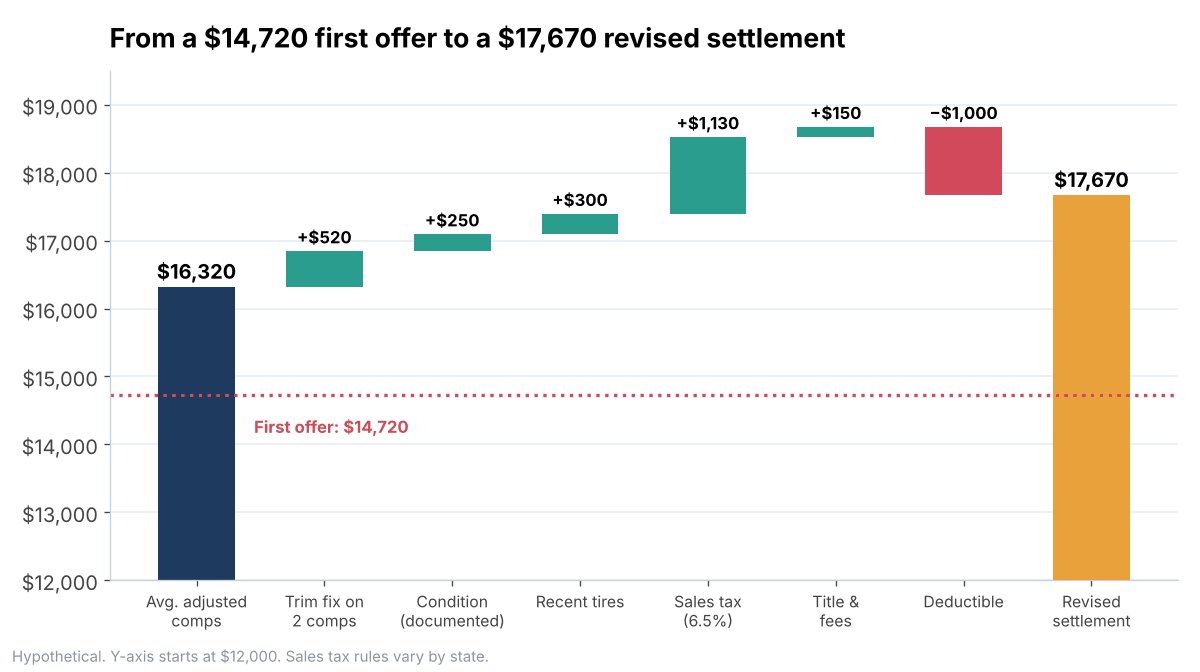 From a $14,720 first offer to a $17,670 revised settlement
$19,000
$18,000
$17,000
$16,000
$15,000
$14,000
$13,000
$12,000
$16,320
+$520
+$250
+$300
+$1,130
+$150
−$1,000
$17,670
First offer: $14,720
Avg. adjusted
comps
Trim fix on
2 comps
Condition
(documented)
Recent tires
Sales tax
(6.5%)
Title &
fees
Deductible
Revised
settlement
Hypothetical. Y-axis starts at $12,000. Sales tax rules vary by state.